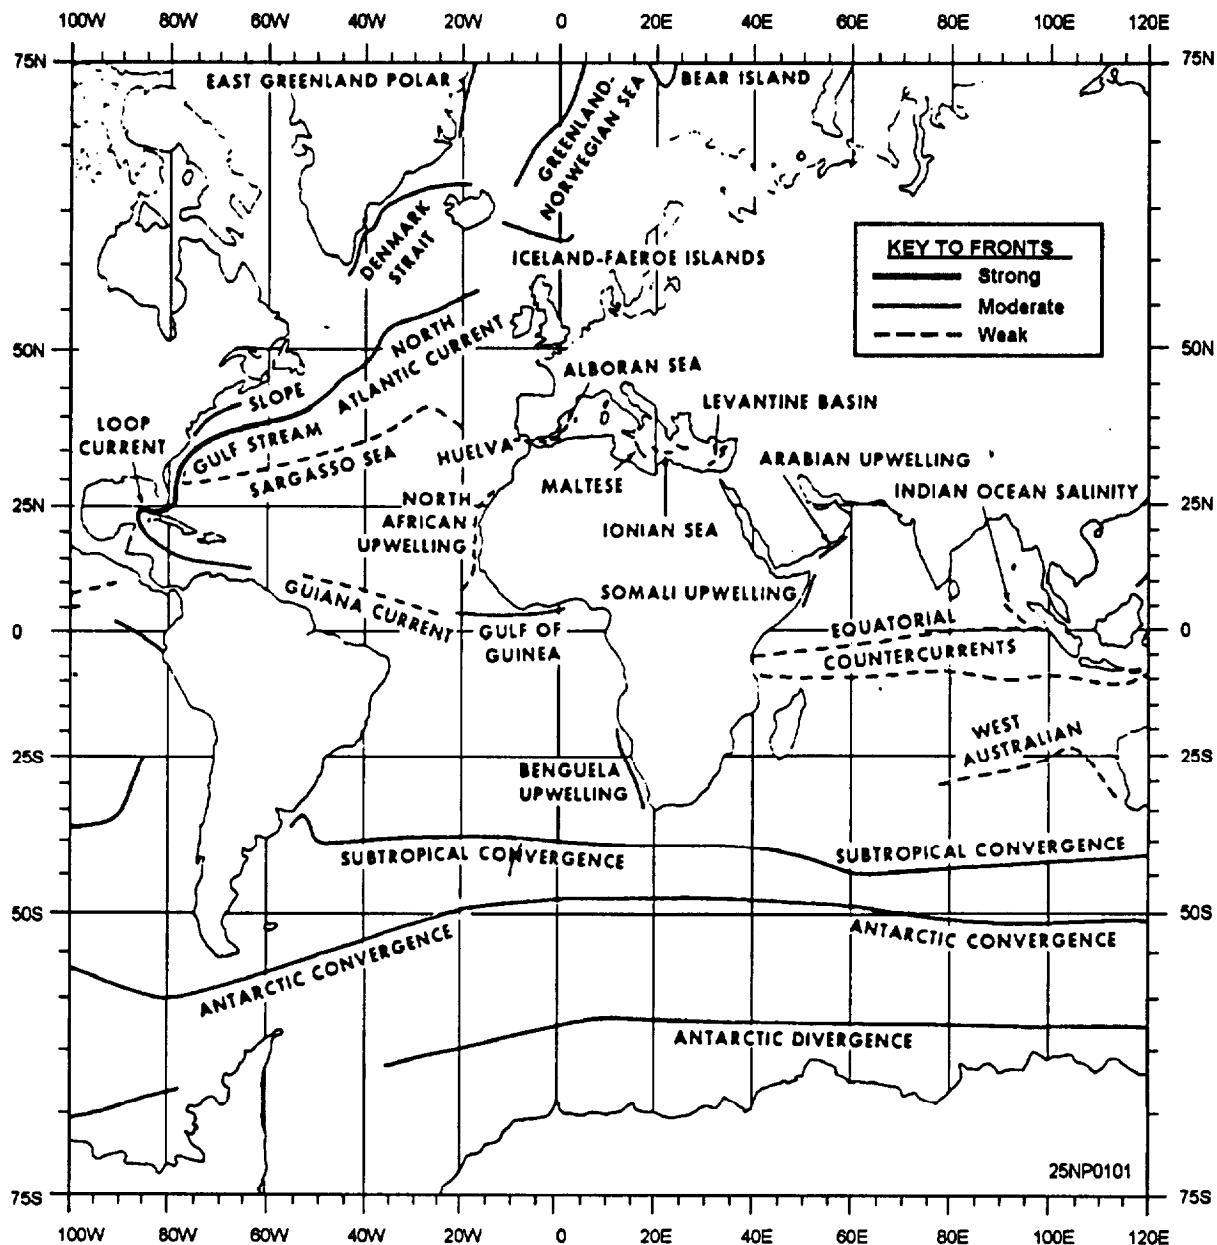 100W 80W 60W 40W 20W 0 20E 40E 60E 80E 100E 120E
75N 75N
EAST GREENLAND POLAR
BEAR ISLAND
GREENLAND-
NORWEGIAN SEA
DENMARK
STRAIT
ICELAND-FAEROE ISLANDS
KEY TO FRONTS
Strong
Moderate
Weak
50N 50N
NORTH
ATLANTIC CURRENT
ALBORAN SEA
SLOPE
LEVANTINE BASIN
LOOP
CURRENT
GULF STREAM
SARGASSO SEA
HUELVA
ARABIAN UPWELLING
MALTESE
INDIAN OCEAN SALINITY
25N 25N
NORTH
AFRICAN
UPWELLING
IONIAN SEA
SOMALI UPWELLING
GUIANA CURRENT
GULF OF
GUINEA
EQUATORIAL
COUNTERCURRENTS
0 0
WEST
AUSTRALIAN
25S 25S
BENGUELA
UPWELLING
SUBTROPICAL CONVERGENCE
SUBTROPICAL CONVERGENCE
50S 50S
ANTARCTIC CONVERGENCE
ANTARCTIC CONVERGENCE
ANTARCTIC DIVERGENCE
25NP0101
75S 75S
100W 80W 60W 40W 20W 0 20E 40E 60E 80E 100E 120E